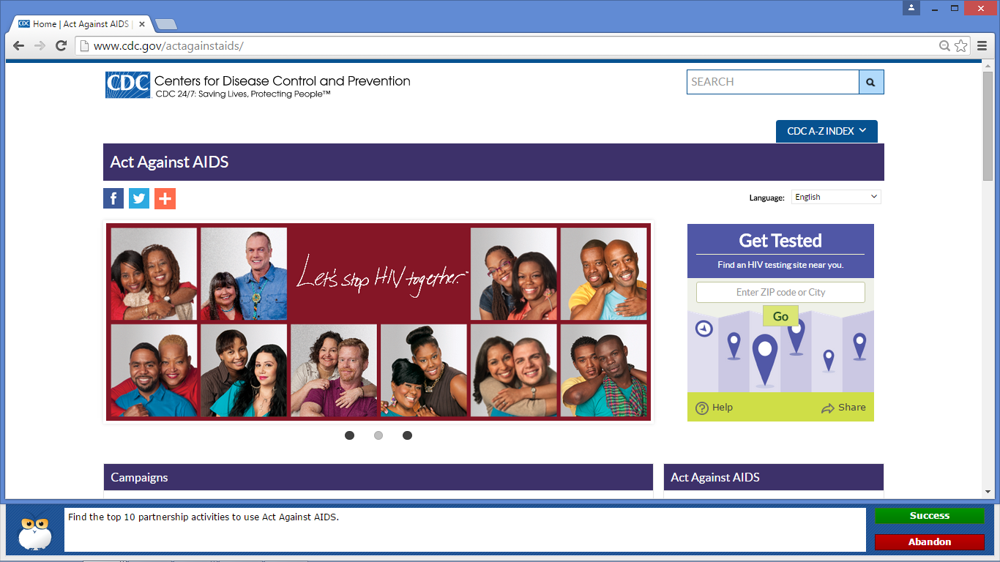 Home | Act Against AIDS |
www.cdc.gov/actagainstaids/
CDC
Centers for Disease Control and Prevention
CDC 24/7: Saving Lives, Protecting People™
SEARCH
CDC A-Z INDEX
Act Against AIDS
Language:
English
Let's stop HIV together.™
Get Tested
Find an HIV testing site near you.
Enter ZIP code or City
Go
Help
Share
Campaigns
Act Against AIDS
Find the top 10 partnership activities to use Act Against AIDS.
Success
Abandon